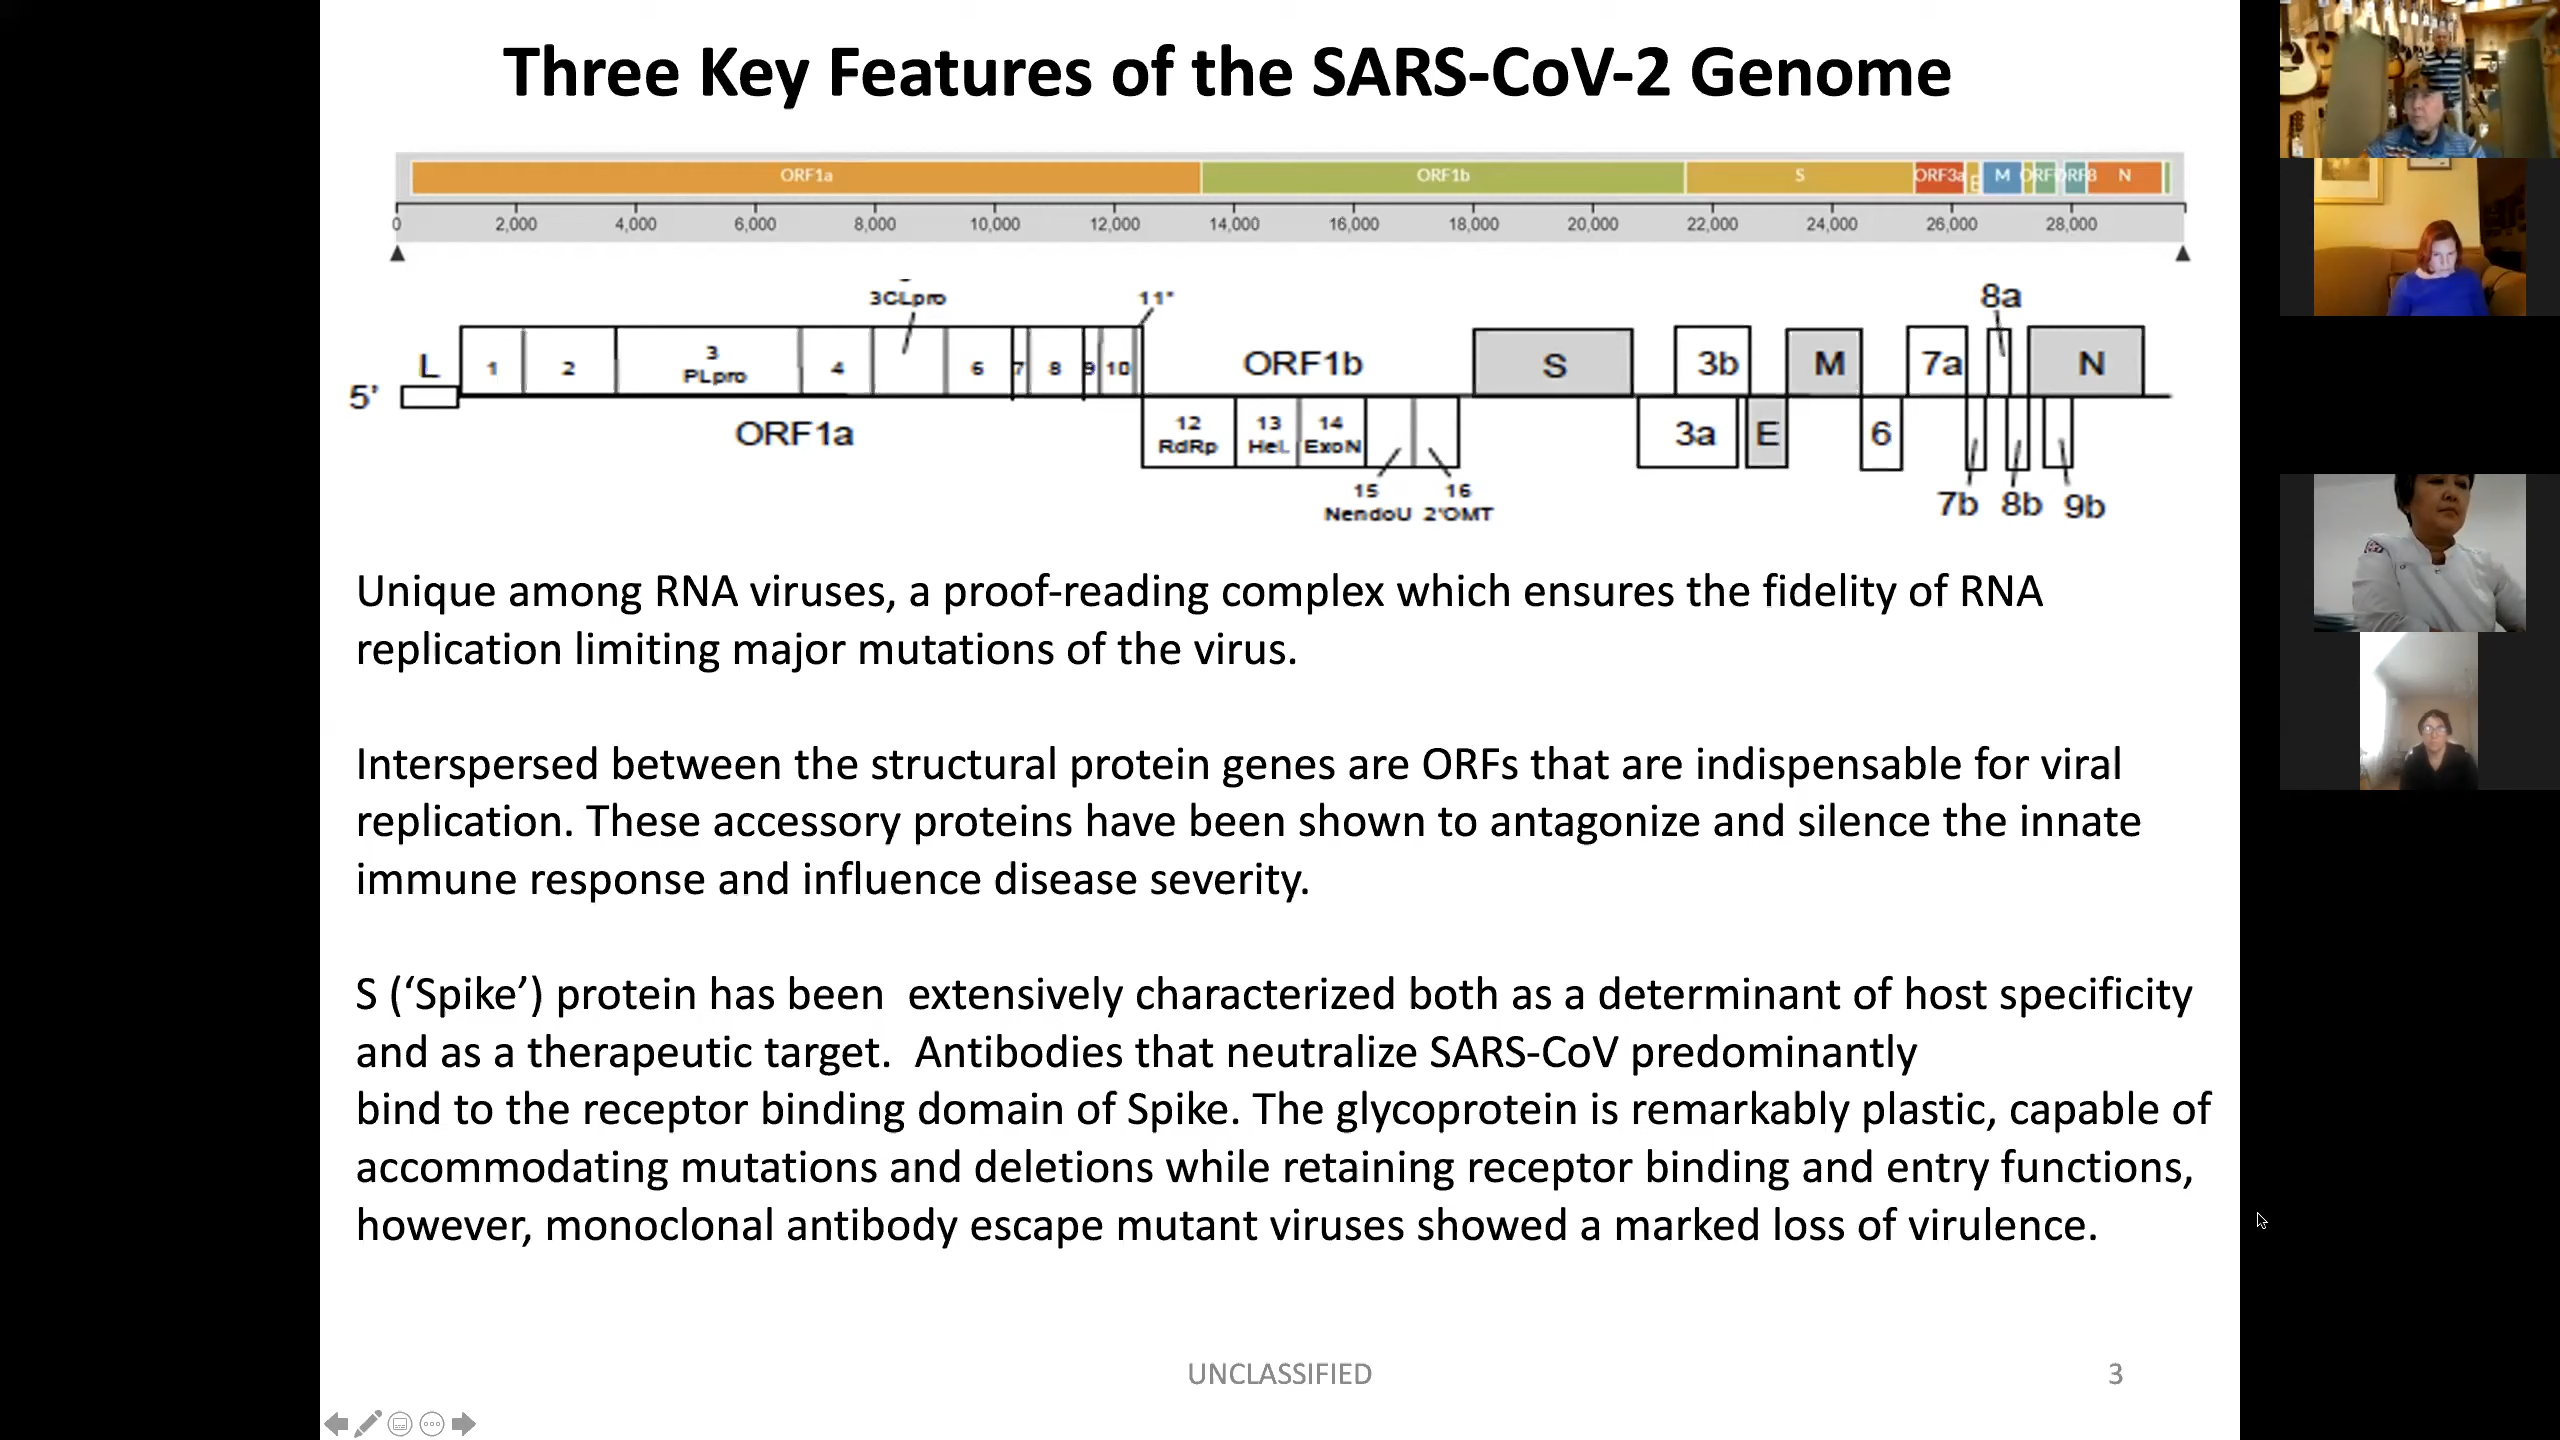 Three Key Features of the SARS-CoV-2 Genome
ORF1a ORF1b S ORF3a E M ORF ORF8 N
0 2,000 4,000 6,000 8,000 10,000 12,000 14,000 16,000 18,000 20,000 22,000 24,000 26,000 28,000
3CLpro 11* 8a
5' L 1 2 3 4 6 7 8 9 10 ORF1b S 3b M 7a N
PLpro
ORF1a 12 13 14 3a E 6
RdRp Hel. ExoN
15 16 7b 8b 9b
NendoU 2'OMT
Unique among RNA viruses, a proof-reading complex which ensures the fidelity of RNA
replication limiting major mutations of the virus.
Interspersed between the structural protein genes are ORFs that are indispensable for viral
replication. These accessory proteins have been shown to antagonize and silence the innate
immune response and influence disease severity.
S (‘Spike’) protein has been  extensively characterized both as a determinant of host specificity
and as a therapeutic target.  Antibodies that neutralize SARS-CoV predominantly
bind to the receptor binding domain of Spike. The glycoprotein is remarkably plastic, capable of
accommodating mutations and deletions while retaining receptor binding and entry functions,
however, monoclonal antibody escape mutant viruses showed a marked loss of virulence.
UNCLASSIFIED 3